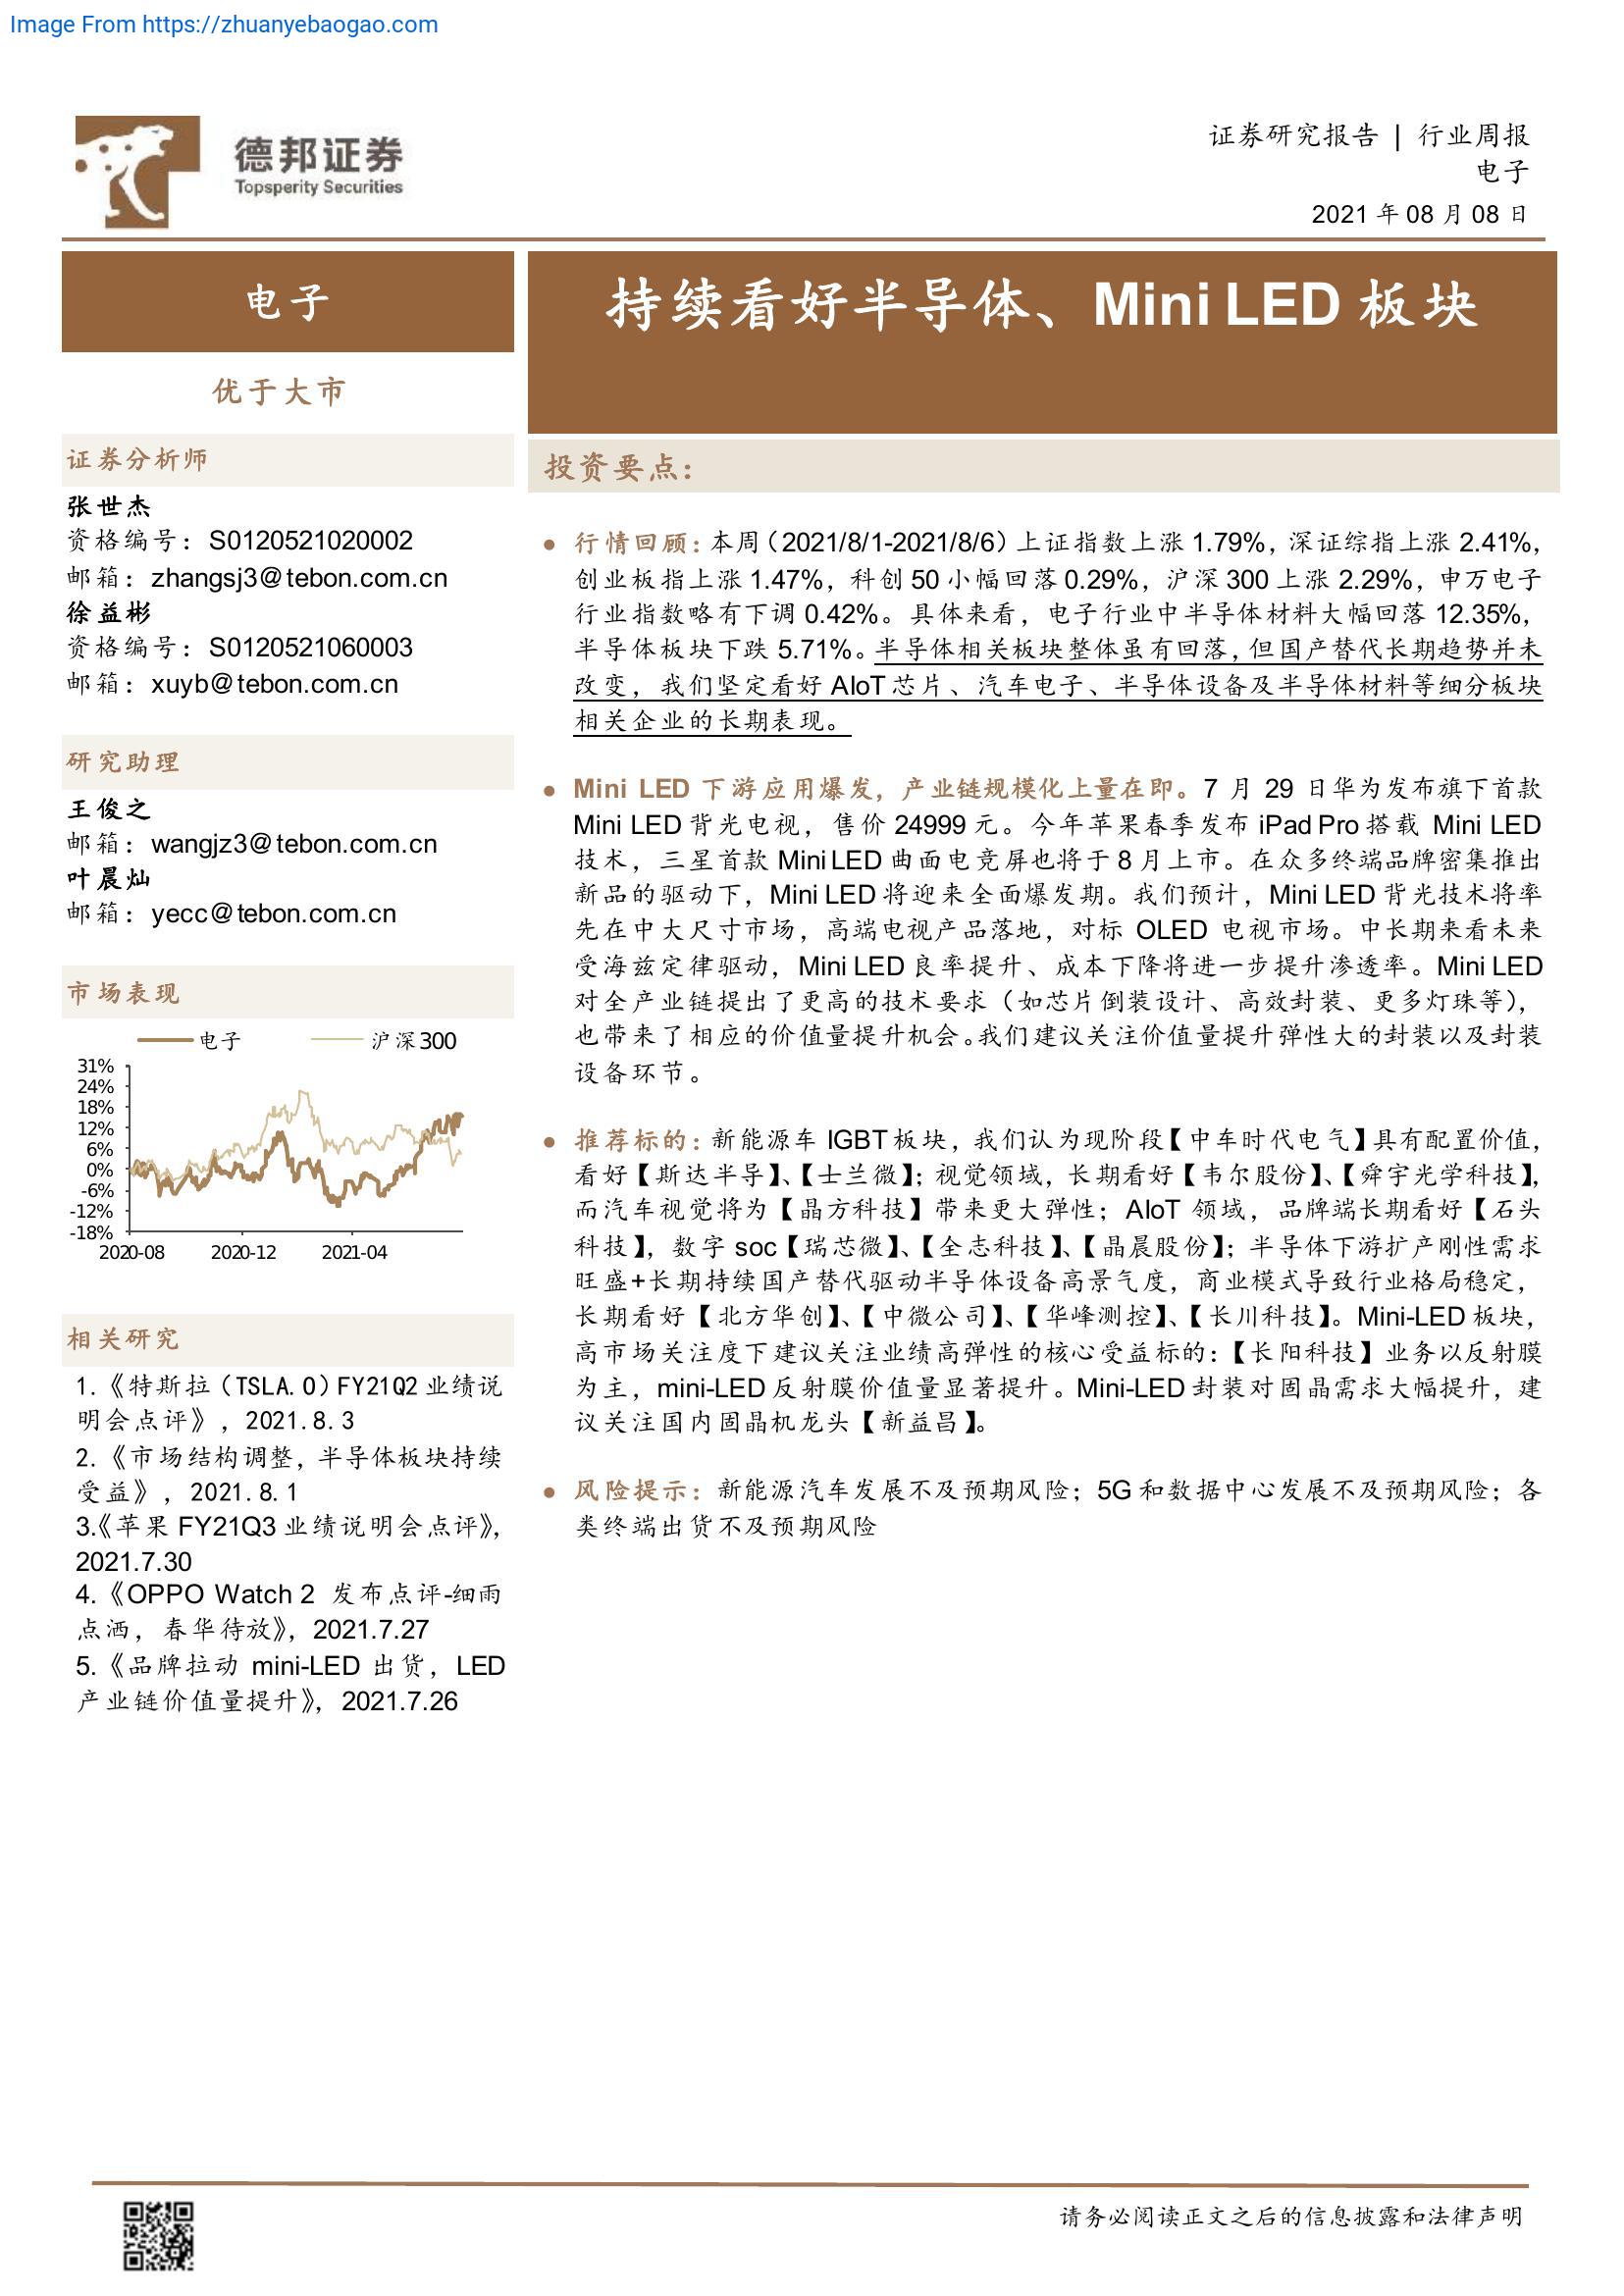 Image From https://zhuanyebaogao.com
德邦证券
Topsperity Securities
证券研究报告 | 行业周报
电子
2021 年 08 月 08 日
电子
优于大市
证券分析师
张世杰
资格编号：S0120521020002
邮箱：zhangsj3@tebon.com.cn
徐益彬
资格编号：S0120521060003
邮箱：xuyb@tebon.com.cn
研究助理
王俊之
邮箱：wangjz3@tebon.com.cn
叶晨灿
邮箱：yecc@tebon.com.cn
市场表现
电子 沪深300
31%
24%
18%
12%
6%
0%
-6%
-12%
-18%
2020-08 2020-12 2021-04
相关研究
1.《特斯拉（TSLA.O）FY21Q2 业绩说
明会点评》，2021.8.3
2.《市场结构调整，半导体板块持续
受益》，2021.8.1
3.《苹果 FY21Q3 业绩说明会点评》，
2021.7.30
4.《OPPO Watch 2 发布点评-细雨
点洒，春华待放》，2021.7.27
5.《品牌拉动 mini-LED 出货，LED
产业链价值量提升》，2021.7.26
持续看好半导体、Mini LED 板块
投资要点：
● 行情回顾：本周（2021/8/1-2021/8/6）上证指数上涨 1.79%，深证综指上涨 2.41%，
创业板指上涨 1.47%，科创 50 小幅回落 0.29%，沪深 300 上涨 2.29%，申万电子
行业指数略有下调 0.42%。具体来看，电子行业中半导体材料大幅回落 12.35%，
半导体板块下跌 5.71%。半导体相关板块整体虽有回落，但国产替代长期趋势并未
改变，我们坚定看好 AIoT 芯片、汽车电子、半导体设备及半导体材料等细分板块
相关企业的长期表现。
● Mini LED 下游应用爆发，产业链规模化上量在即。7 月 29 日华为发布旗下首款
Mini LED 背光电视，售价 24999 元。今年苹果春季发布 iPad Pro 搭载 Mini LED
技术，三星首款 Mini LED 曲面电竞屏也将于 8 月上市。在众多终端品牌密集推出
新品的驱动下，Mini LED 将迎来全面爆发期。我们预计，Mini LED 背光技术将率
先在中大尺寸市场，高端电视产品落地，对标 OLED 电视市场。中长期来看未来
受海兹定律驱动，Mini LED 良率提升、成本下降将进一步提升渗透率。Mini LED
对全产业链提出了更高的技术要求（如芯片倒装设计、高效封装、更多灯珠等），
也带来了相应的价值量提升机会。我们建议关注价值量提升弹性大的封装以及封装
设备环节。
● 推荐标的：新能源车 IGBT 板块，我们认为现阶段【中车时代电气】具有配置价值，
看好【斯达半导】、【士兰微】；视觉领域，长期看好【韦尔股份】、【舜宇光学科技】，
而汽车视觉将为【晶方科技】带来更大弹性；AIoT 领域，品牌端长期看好【石头
科技】，数字 soc【瑞芯微】、【全志科技】、【晶晨股份】；半导体下游扩产刚性需求
旺盛+长期持续国产替代驱动半导体设备高景气度，商业模式导致行业格局稳定，
长期看好【北方华创】、【中微公司】、【华峰测控】、【长川科技】。Mini-LED 板块，
高市场关注度下建议关注业绩高弹性的核心受益标的：【长阳科技】业务以反射膜
为主，mini-LED 反射膜价值量显著提升。Mini-LED 封装对固晶需求大幅提升，建
议关注国内固晶机龙头【新益昌】。
● 风险提示：新能源汽车发展不及预期风险；5G 和数据中心发展不及预期风险；各
类终端出货不及预期风险
请务必阅读正文之后的信息披露和法律声明